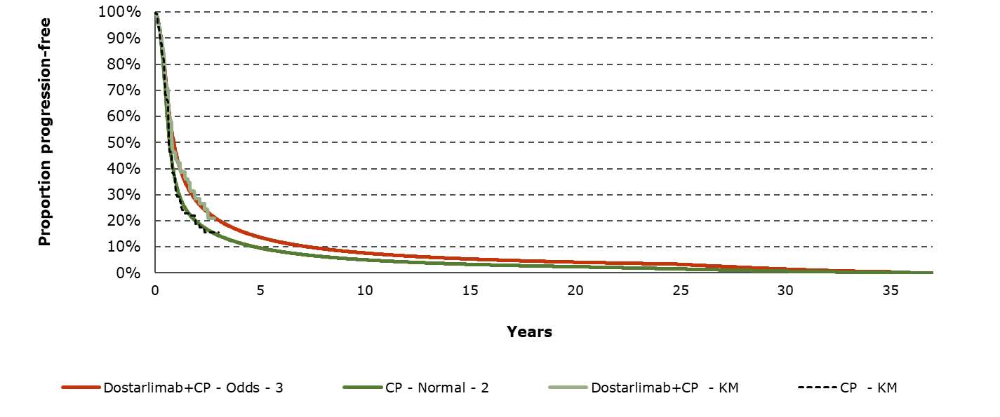 Proportion progression-free
100%
90%
80%
70%
60%
50%
40%
30%
20%
10%
0%
0 5 10 15 20 25 30 35
Years
Dostarlimab+CP - Odds - 3 CP - Normal - 2 Dostarlimab+CP - KM CP - KM